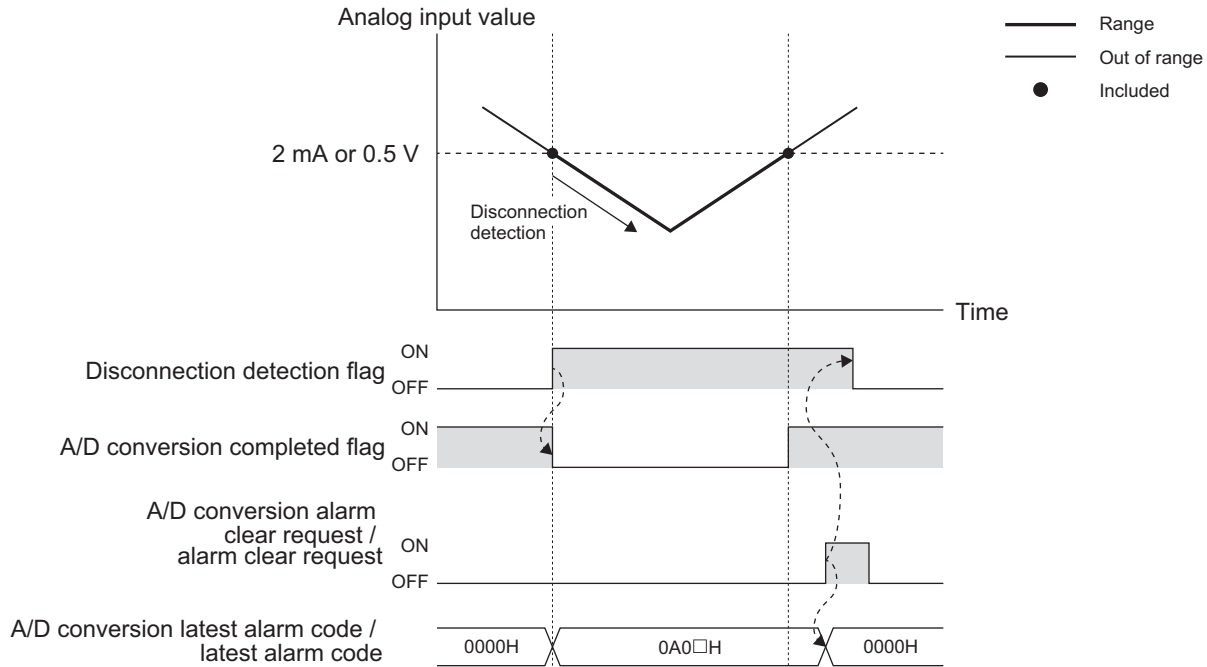 Analog input value
Range
Out of range
Included
2 mA or 0.5 V
Disconnection
detection
Time
Disconnection detection flag
ON
OFF
A/D conversion completed flag
ON
OFF
A/D conversion alarm
clear request /
alarm clear request
ON
OFF
A/D conversion latest alarm code /
latest alarm code
0000H
0A0□H
0000H